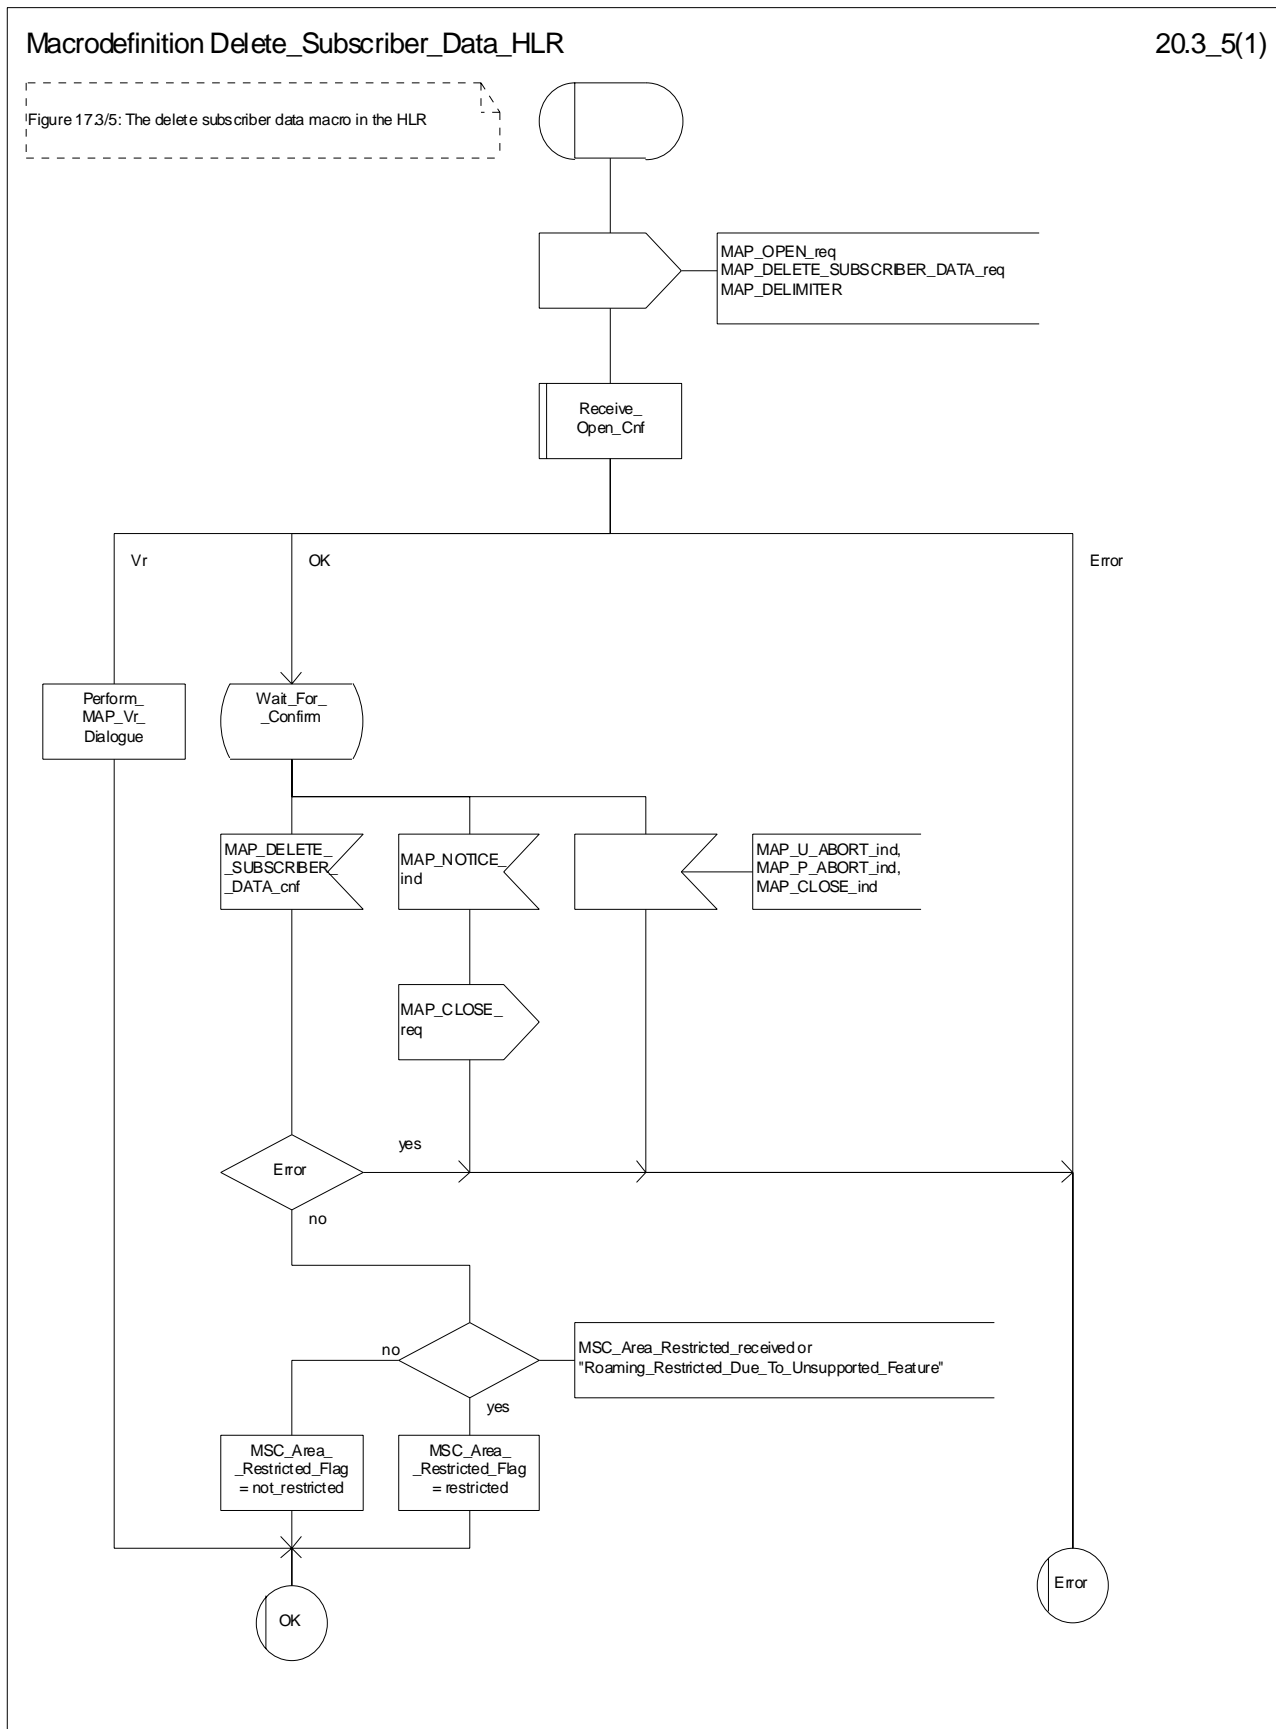 Macrodefinition Delete_Subscriber_Data_HLR
20.3_5(1)
Figure 17.3/5: The delete subscriber data macro in the HLR
MAP_OPEN_req
MAP_DELETE_SUBSCRIBER_DATA_req
MAP_DELIMITER
Receive_
Open_Cnf
Vr
OK
Error
Perform_
MAP_Vr_
Dialogue
Wait_For_
_Confirm
MAP_DELETE_
_SUBSCRIBER_
_DATA_cnf
MAP_NOTICE_
ind
MAP_U_ABORT_ind,
MAP_P_ABORT_ind,
MAP_CLOSE_ind
MAP_CLOSE_
req
Error
yes
no
no
MSC_Area_Restricted_received or
"Roaming_Restricted_Due_To_Unsupported_Feature"
yes
MSC_Area_
_Restricted_Flag
= not_restricted
MSC_Area_
_Restricted_Flag
= restricted
OK
Error